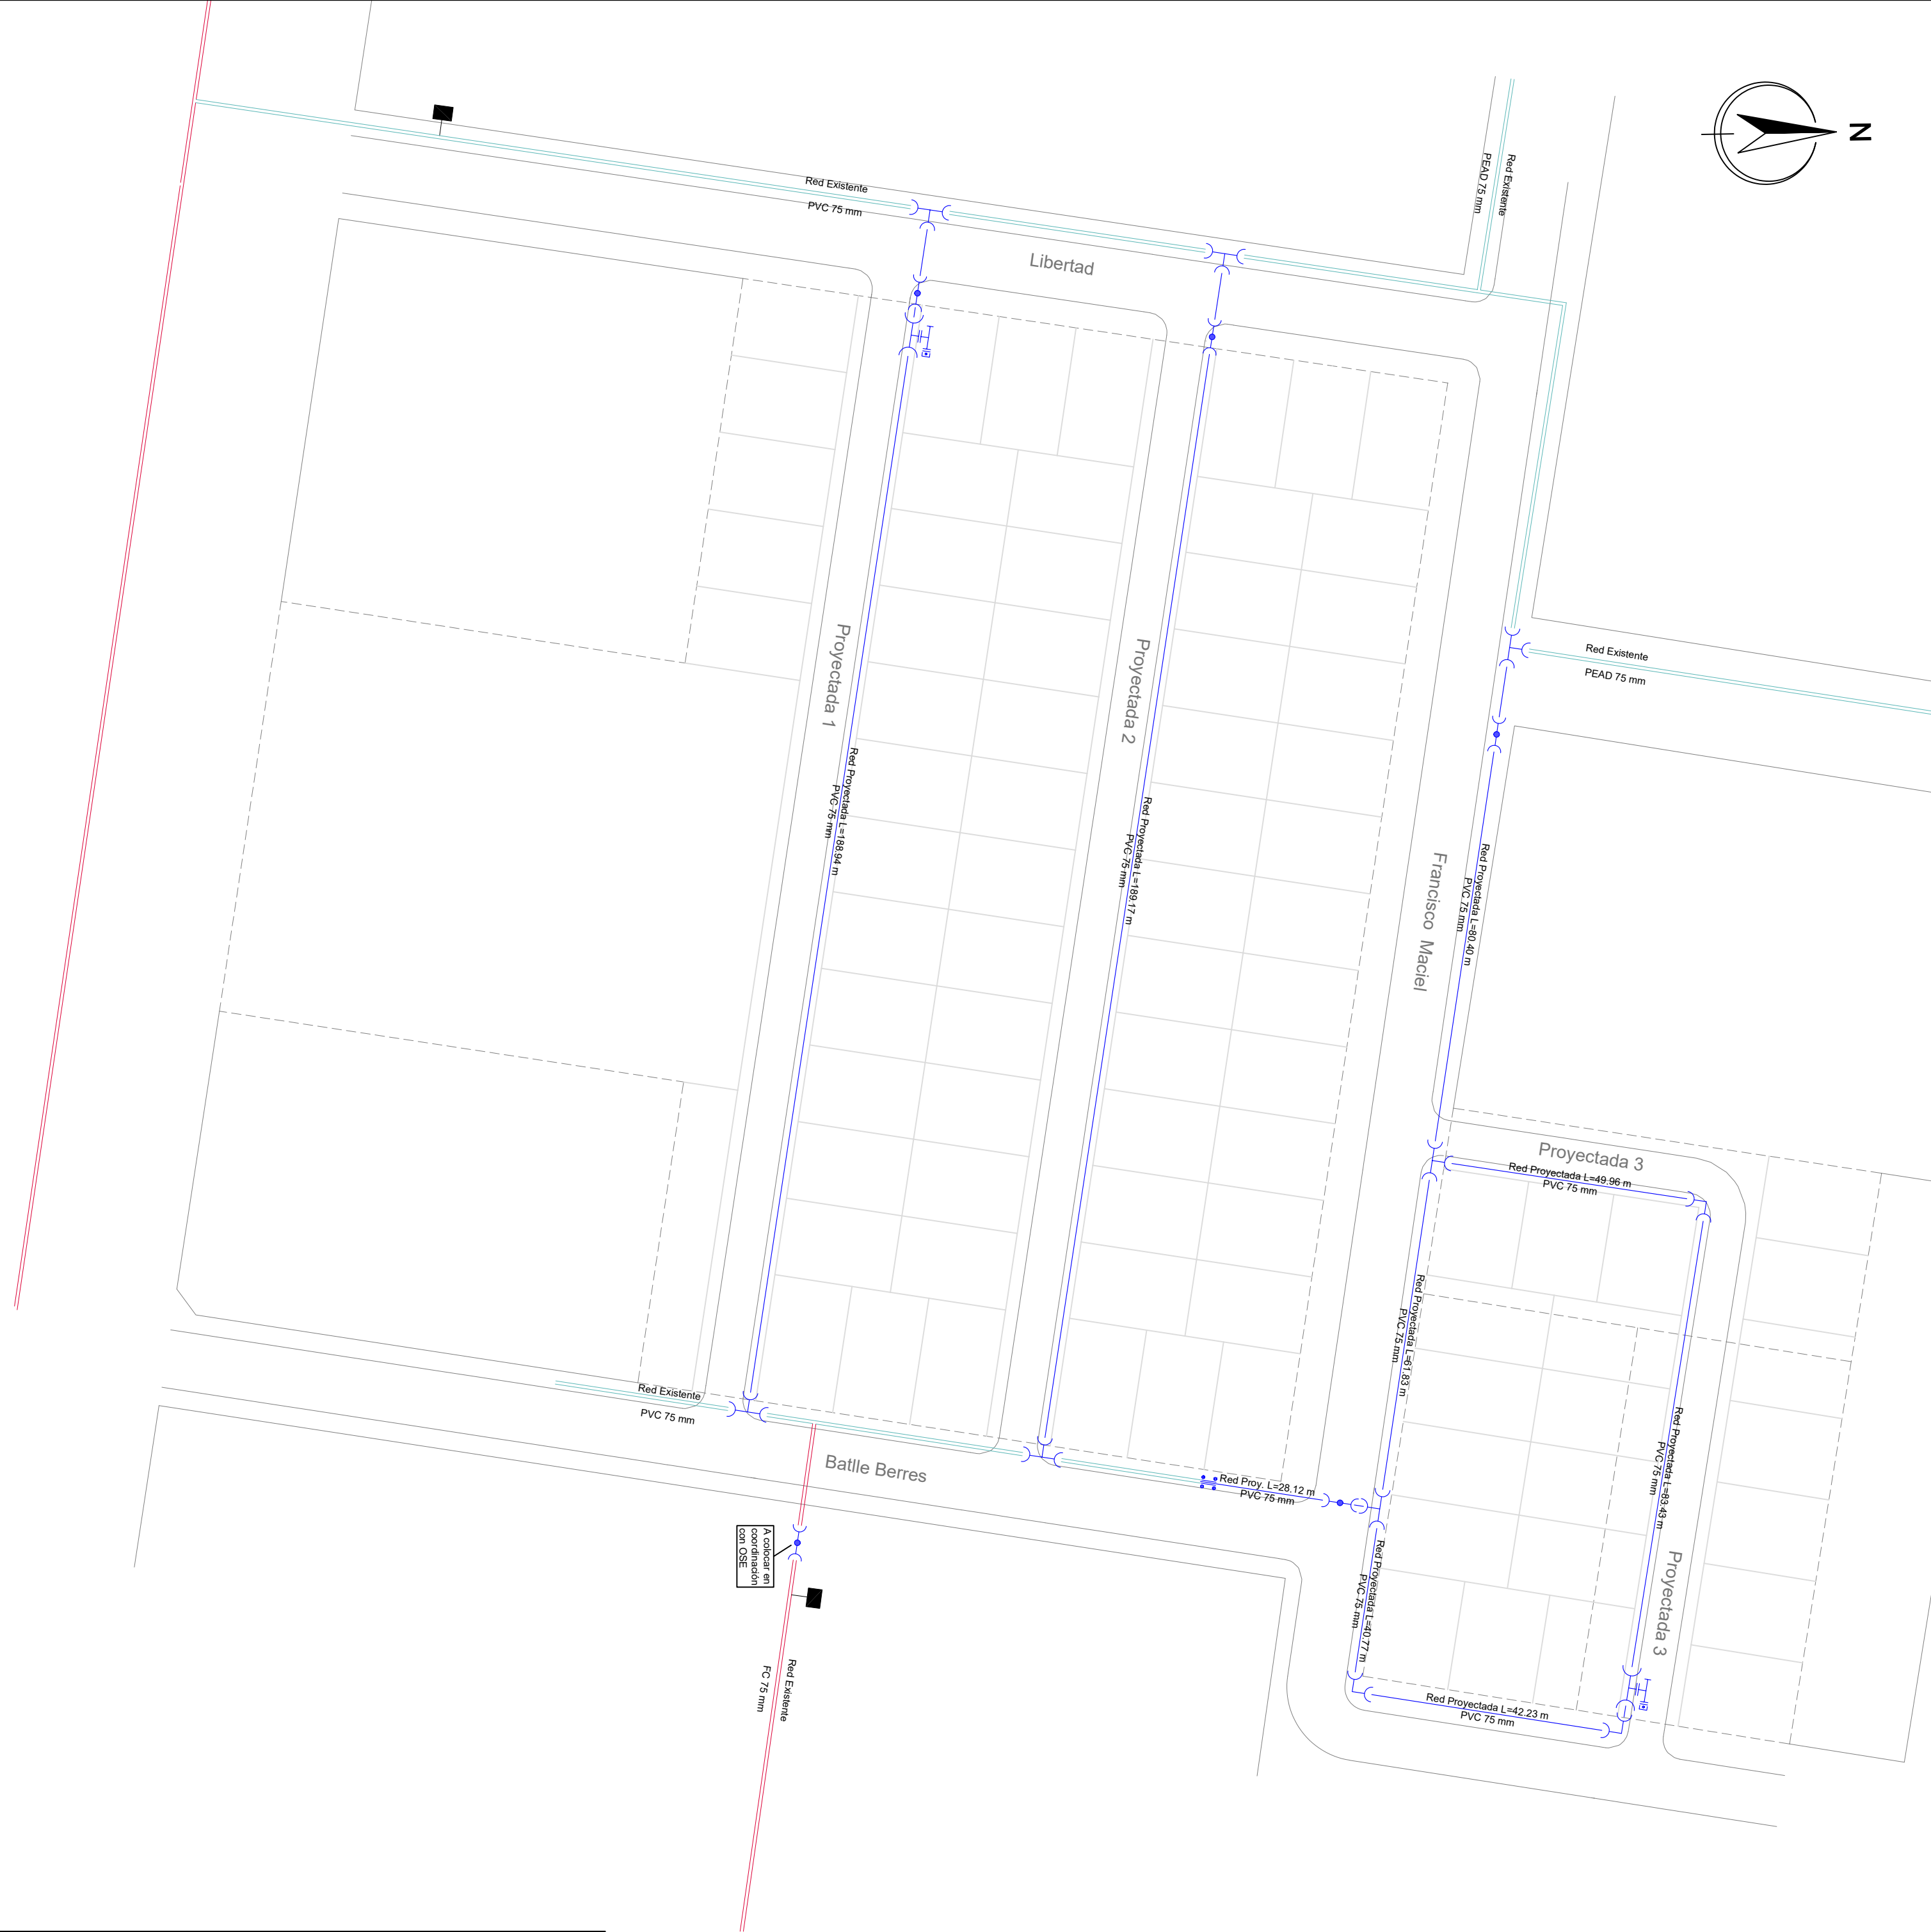 N
Red Existente
PEAD 75 mm
Red Existente
PVC 75 mm
Libertad
Red Existente
PEAD 75 mm
Proyectada 1
Proyectada 2
Red Proyectada L=188.94 m
PVC 75 mm
Red Proyectada L=189.17 m
PVC 75 mm
Francisco Maciel
Red Proyectada L=80.40 m
PVC 75 mm
Proyectada 3
Red Proyectada L=49.96 m
PVC 75 mm
Red Proyectada L=61.83 m
PVC 75 mm
Red Existente
PVC 75 mm
Batlle Berres
Red Proy. L=28.12 m
PVC 75 mm
Red Proyectada L=83.43 m
PVC 75 mm
Proyectada 3
A colocar en
coordinación
con OSE
Red Proyectada L=40.77 m
PVC 75 mm
Red Existente
FC 75 mm
Red Proyectada L=42.23 m
PVC 75 mm